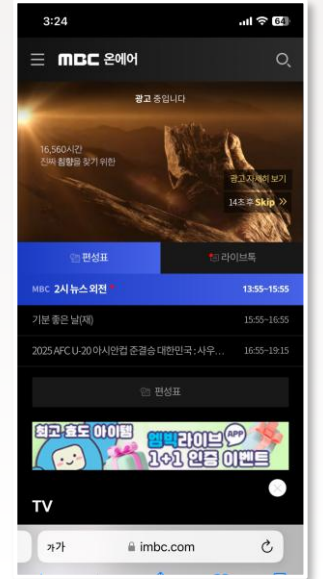 3:24
64
MBC 온에어
광고 중입니다
16,560시간
진짜 침향을 찾기 위한
광고 자세히 보기
14초 후 Skip
편성표
라이브톡
MBC 2시 뉴스 외전 13:55~15:55
기분 좋은 날(재) 15:55~16:55
2025 AFC U-20 아시안컵 준결승 대한민국 : 사우... 16:55~19:15
편성표
최고 효도 아이템
엠빅라이브 APP
1+1 인증 이벤트
TV
가가 imbc.com